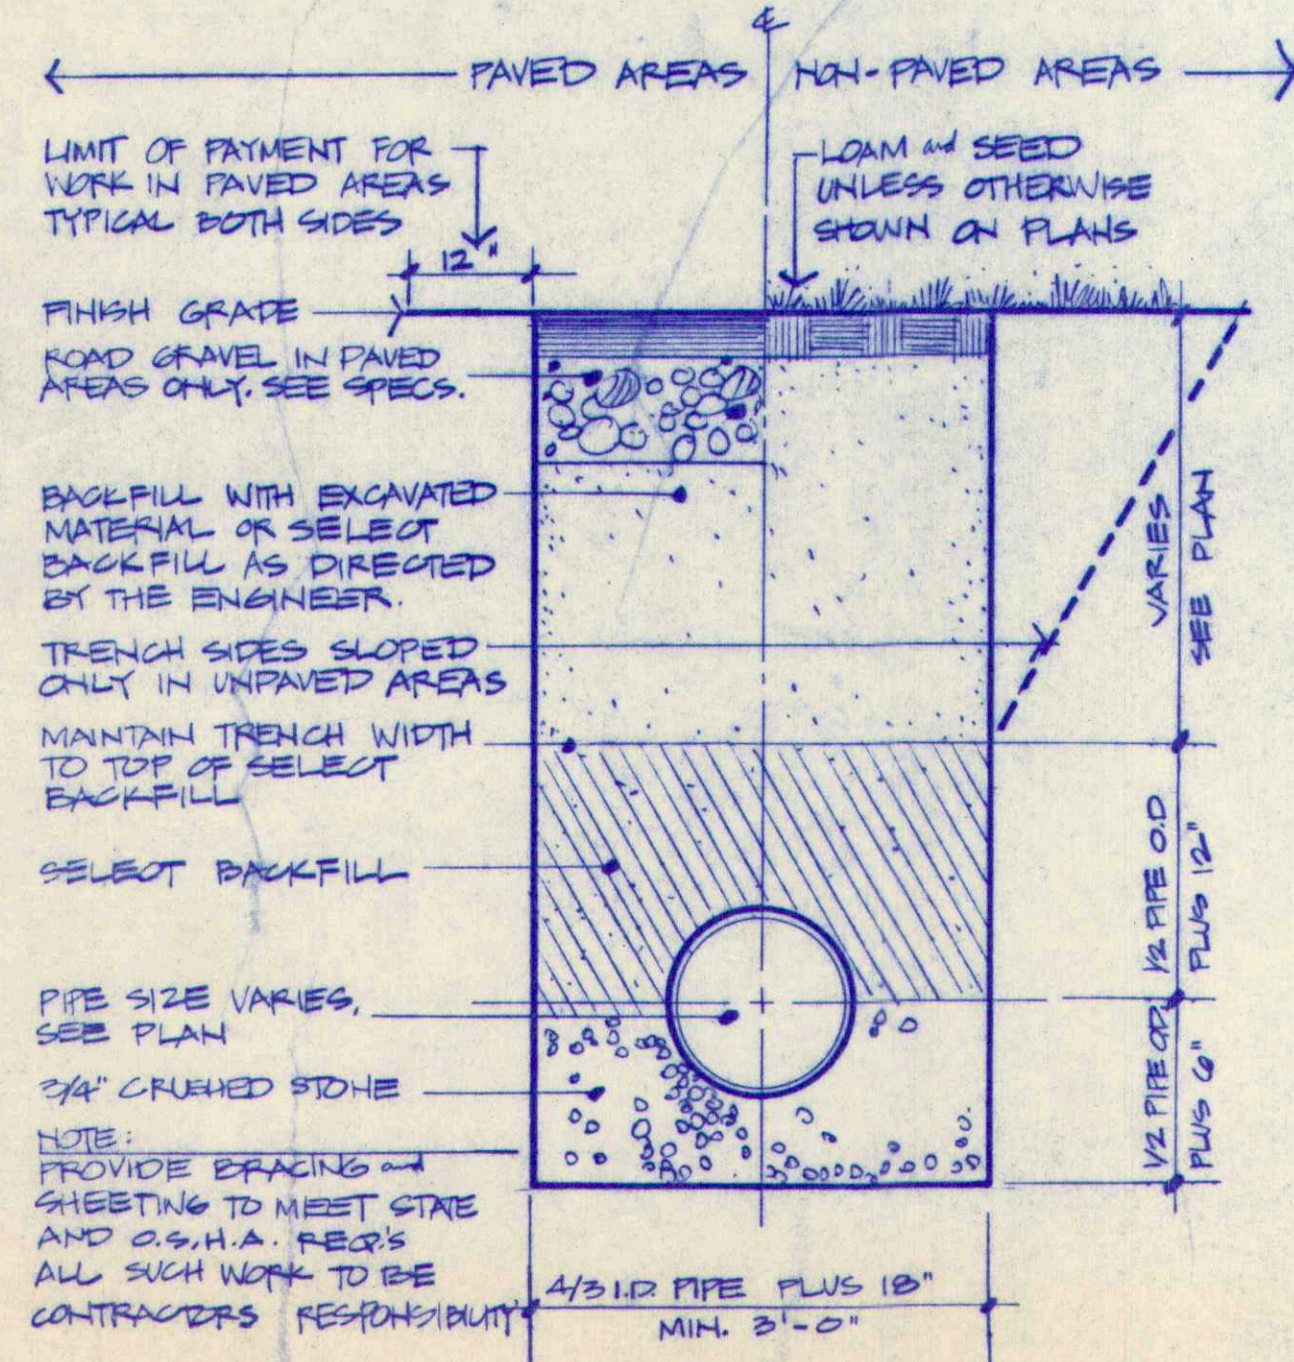 ℄
PAVED AREAS
NON-PAVED AREAS
LIMIT OF PAYMENT FOR
WORK IN PAVED AREAS
TYPICAL BOTH SIDES
LOAM and SEED
UNLESS OTHERWISE
SHOWN ON PLANS
12"
FINISH GRADE
ROAD GRAVEL IN PAVED
AREAS ONLY. SEE SPECS.
BACKFILL WITH EXCAVATED
MATERIAL OR SELECT
BACKFILL AS DIRECTED
BY THE ENGINEER.
TRENCH SIDES SLOPED
ONLY IN UNPAVED AREAS
MAINTAIN TRENCH WIDTH
TO TOP OF SELECT
BACKFILL
SELECT BACKFILL
PIPE SIZE VARIES,
SEE PLAN
3/4" CRUSHED STONE
NOTE:
PROVIDE BRACING and
SHEETING TO MEET STATE
AND O.S.H.A. REQ'S
ALL SUCH WORK TO BE
CONTRACTORS RESPONSIBILITY
VARIES
SEE PLAN
1/2 PIPE O.D
PLUS 12"
1/2 PIPE O.D.
PLUS 6"
4/3 I.D. PIPE PLUS 18"
MIN. 3'-0"